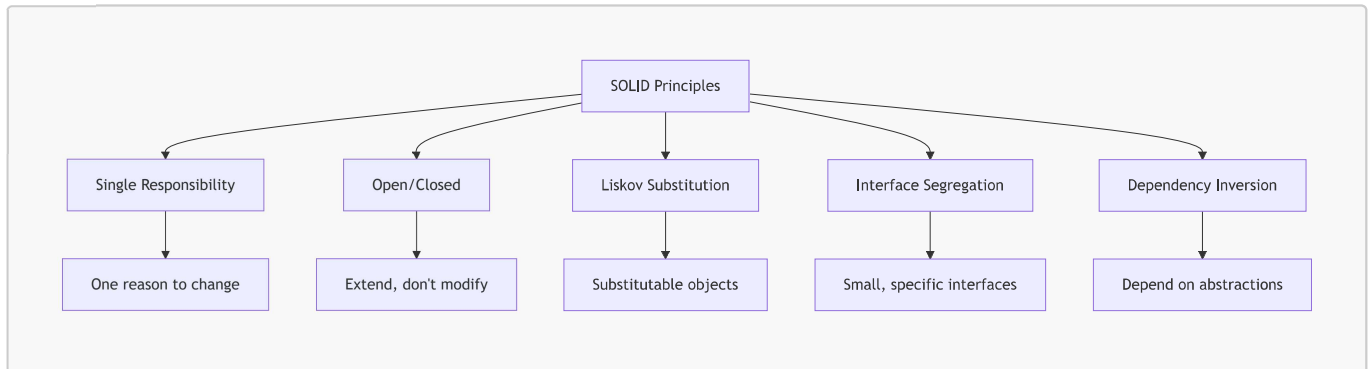 SOLID Principles
Single Responsibility
Open/Closed
Liskov Substitution
Interface Segregation
Dependency Inversion
One reason to change
Extend, don't modify
Substitutable objects
Small, specific interfaces
Depend on abstractions